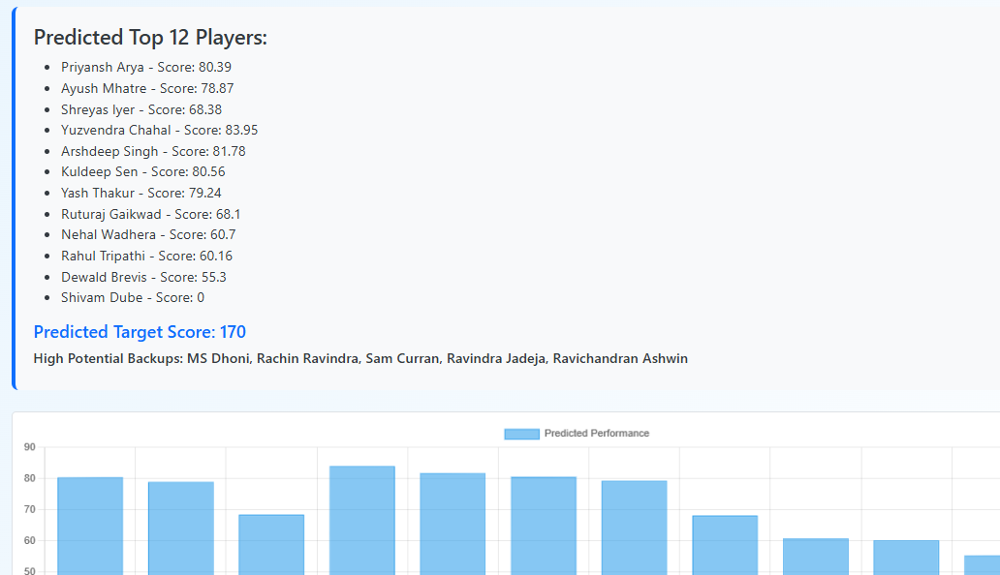 Predicted Top 12 Players:
Priyansh Arya - Score: 80.39
Ayush Mhatre - Score: 78.87
Shreyas Iyer - Score: 68.38
Yuzvendra Chahal - Score: 83.95
Arshdeep Singh - Score: 81.78
Kuldeep Sen - Score: 80.56
Yash Thakur - Score: 79.24
Ruturaj Gaikwad - Score: 68.1
Nehal Wadhera - Score: 60.7
Rahul Tripathi - Score: 60.16
Dewald Brevis - Score: 55.3
Shivam Dube - Score: 0
Predicted Target Score: 170
High Potential Backups: MS Dhoni, Rachin Ravindra, Sam Curran, Ravindra Jadeja, Ravichandran Ashwin
Predicted Performance
90
80
70
60
50